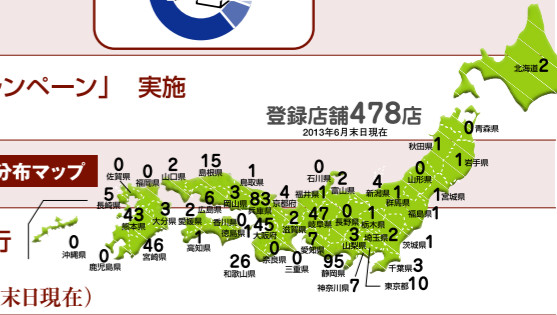 ャンペーン」 実施
登録店舗478店
2013年6月末日現在
分布マップ
行
末日現在）
北海道2
0青森県
秋田県1
1岩手県
0山形県
1宮城県
福島県1
4新潟県
1群馬県
1栃木県
茨城県1
埼玉県2
千葉県3
東京都10
神奈川県7
3山梨県
0長野県
95静岡県
7愛知県
47岐阜県
0石川県
2富山県
福井県1
2滋賀県
4京都府
0三重県
0奈良県
26和歌山県
45大阪府
83兵庫県
1鳥取県
15島根県
3岡山県
6広島県
2山口県
香川県0
徳島県1
2愛媛県
1高知県
0福岡県
0佐賀県
5長崎県
43熊本県
3大分県
46宮崎県
0鹿児島県
0沖縄県